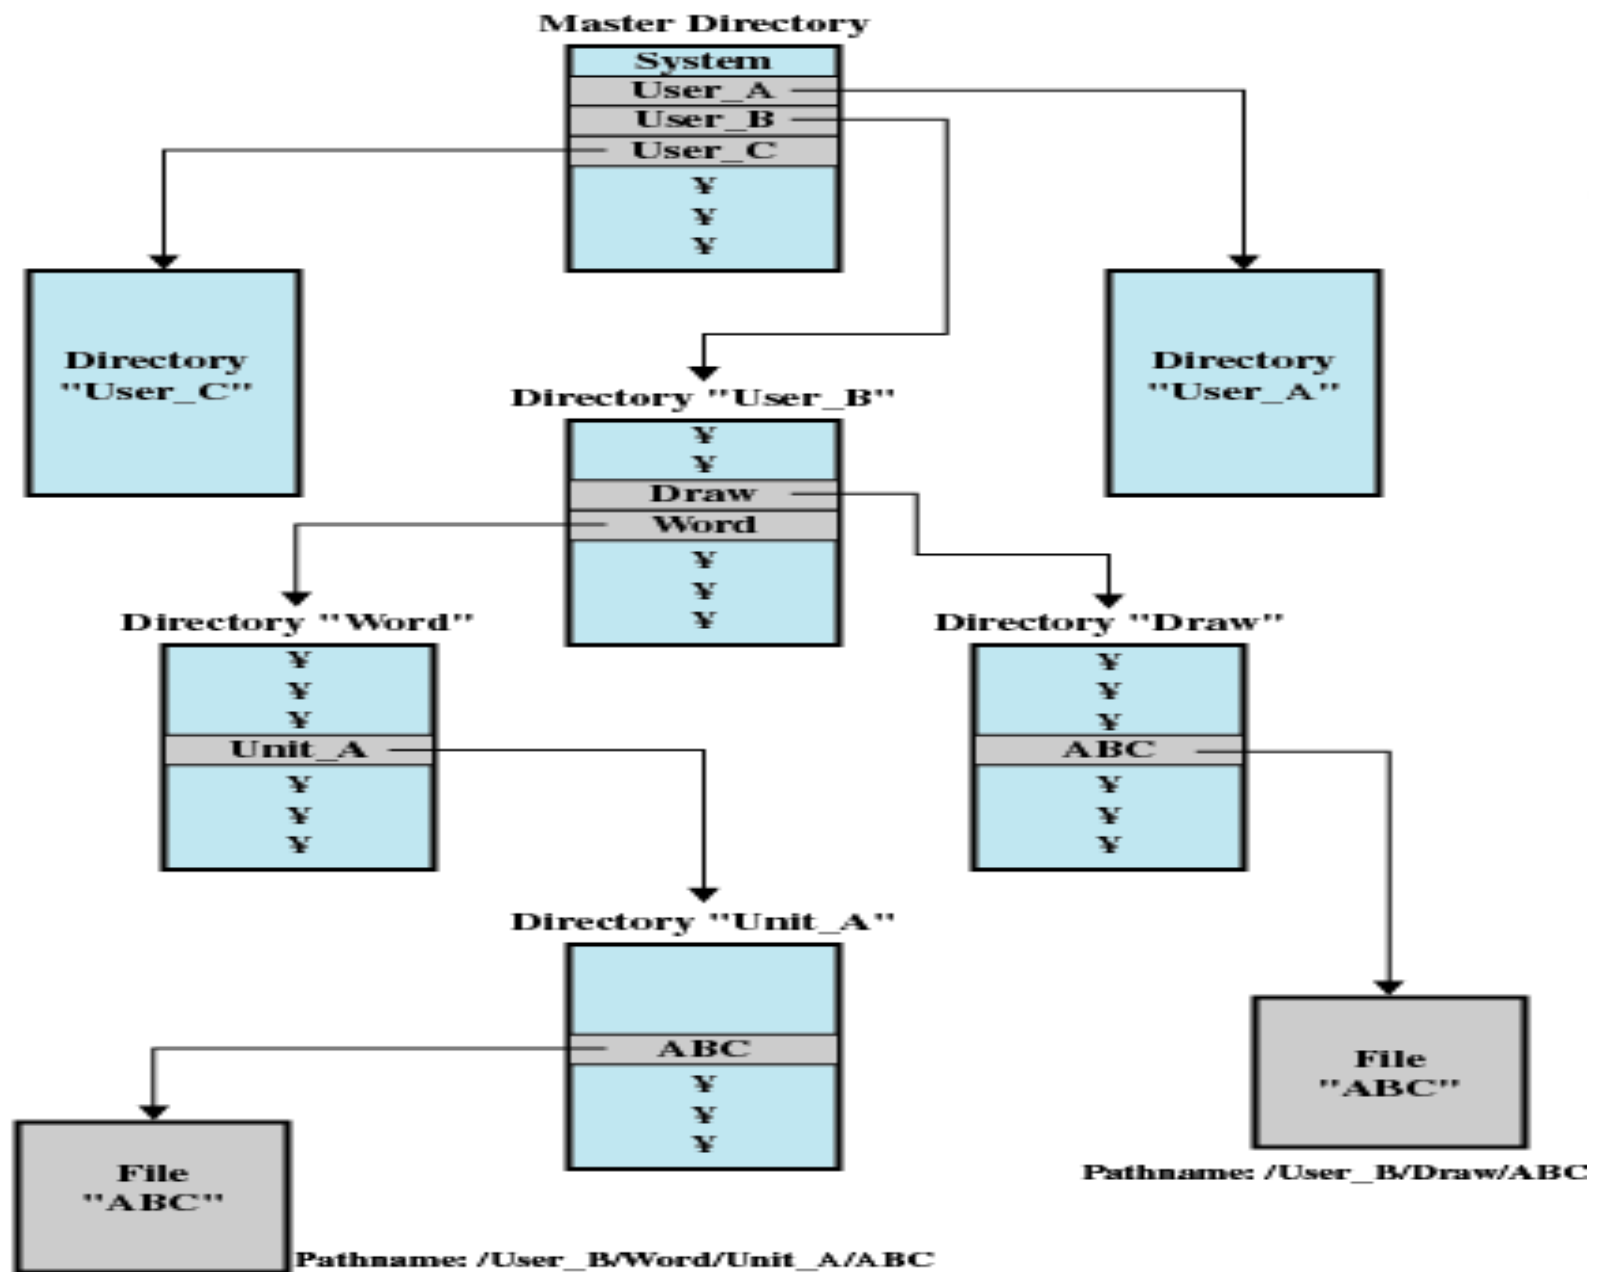 Master Directory
System
User_A
User_B
User_C
¥
¥
¥
Directory
"User_C"
Directory
"User_A"
Directory "User_B"
¥
¥
Draw
Word
¥
¥
¥
Directory "Word"
¥
¥
¥
Unit_A
¥
¥
¥
Directory "Draw"
¥
¥
¥
ABC
¥
¥
¥
Directory "Unit_A"
ABC
¥
¥
¥
File
"ABC"
Pathname: /User_B/Draw/ABC
File
"ABC"
Pathname: /User_B/Word/Unit_A/ABC